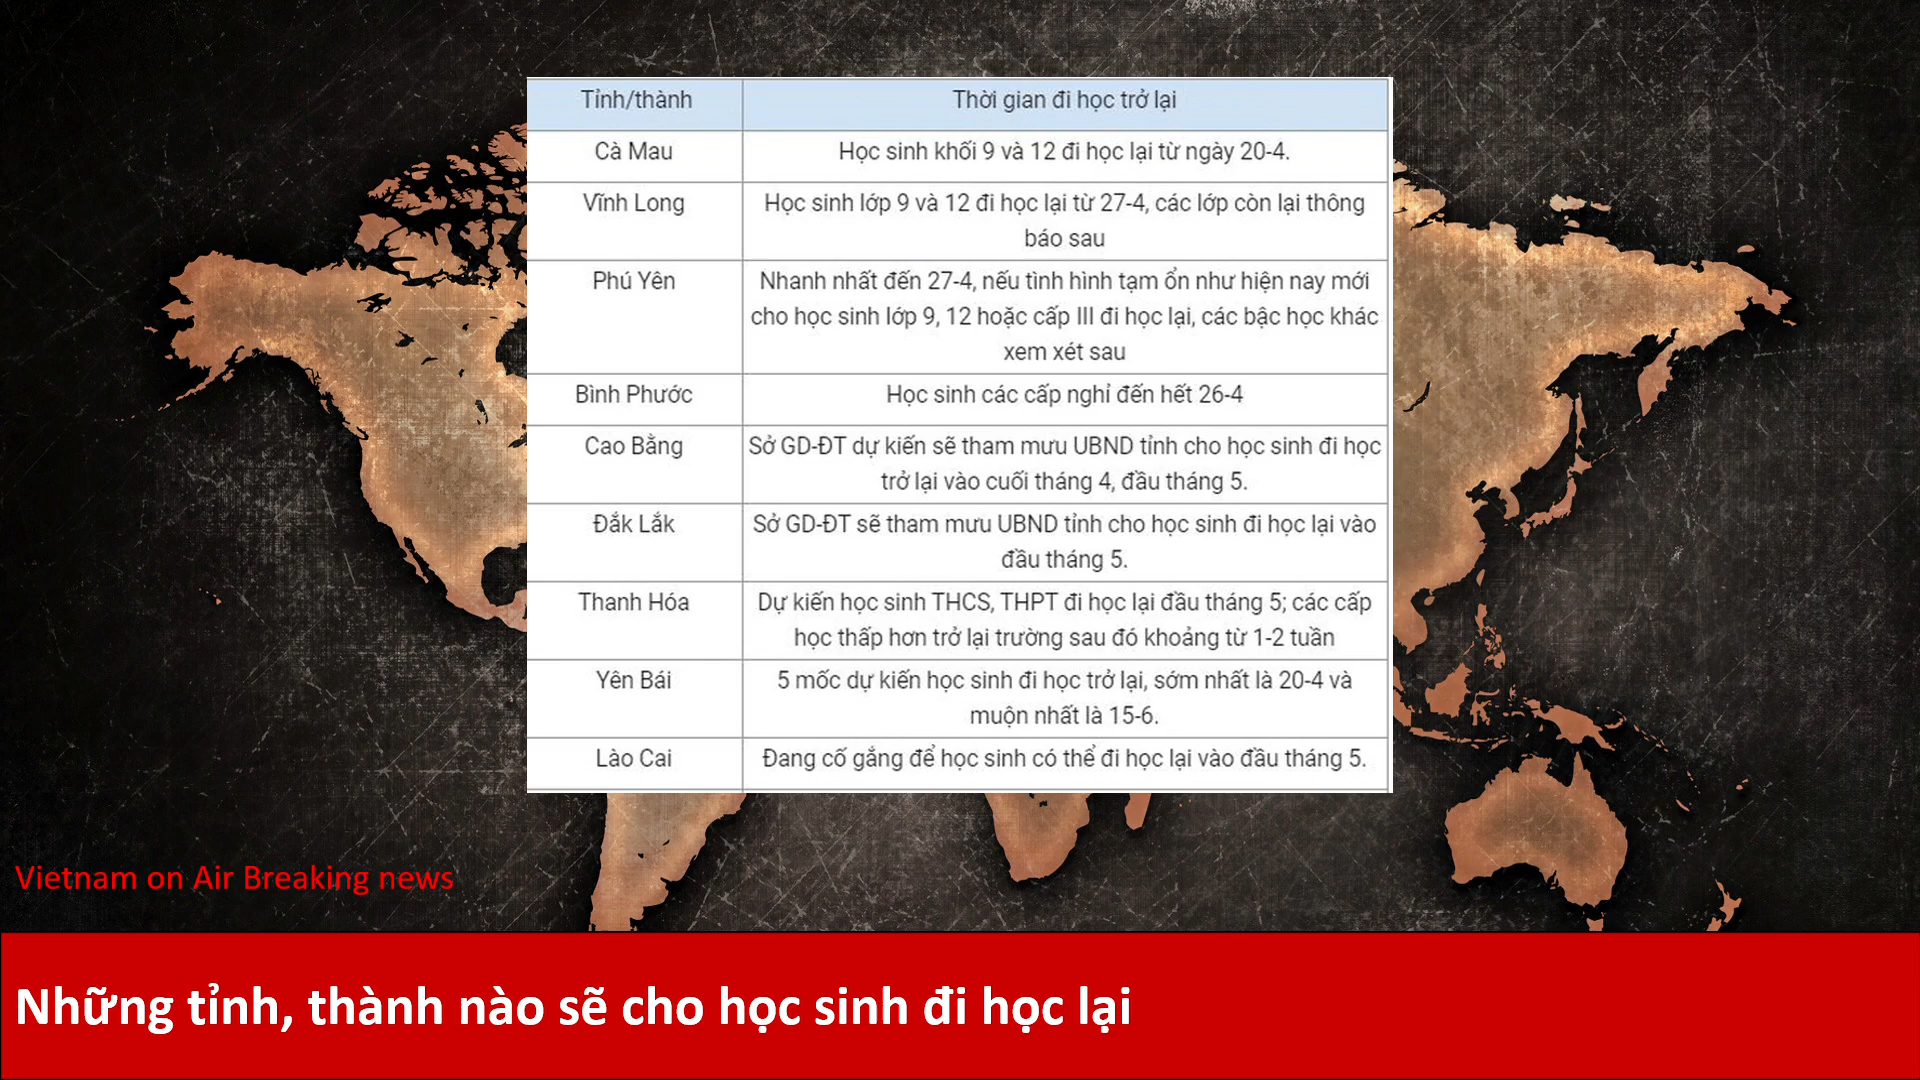 Tỉnh/thành
Thời gian đi học trở lại
Cà Mau
Học sinh khối 9 và 12 đi học lại từ ngày 20-4.
Vĩnh Long
Học sinh lớp 9 và 12 đi học lại từ 27-4, các lớp còn lại thông
báo sau
Phú Yên
Nhanh nhất đến 27-4, nếu tình hình tạm ổn như hiện nay mới
cho học sinh lớp 9, 12 hoặc cấp III đi học lại, các bậc học khác
xem xét sau
Bình Phước
Học sinh các cấp nghỉ đến hết 26-4
Cao Bằng
Sở GD-ĐT dự kiến sẽ tham mưu UBND tỉnh cho học sinh đi học
trở lại vào cuối tháng 4, đầu tháng 5.
Đắk Lắk
Sở GD-ĐT sẽ tham mưu UBND tỉnh cho học sinh đi học lại vào
đầu tháng 5.
Thanh Hóa
Dự kiến học sinh THCS, THPT đi học lại đầu tháng 5; các cấp
học thấp hơn trở lại trường sau đó khoảng từ 1-2 tuần
Yên Bái
5 mốc dự kiến học sinh đi học trở lại, sớm nhất là 20-4 và
muộn nhất là 15-6.
Lào Cai
Đang cố gắng để học sinh có thể đi học lại vào đầu tháng 5.
Vietnam on Air Breaking news
Những tỉnh, thành nào sẽ cho học sinh đi học lại